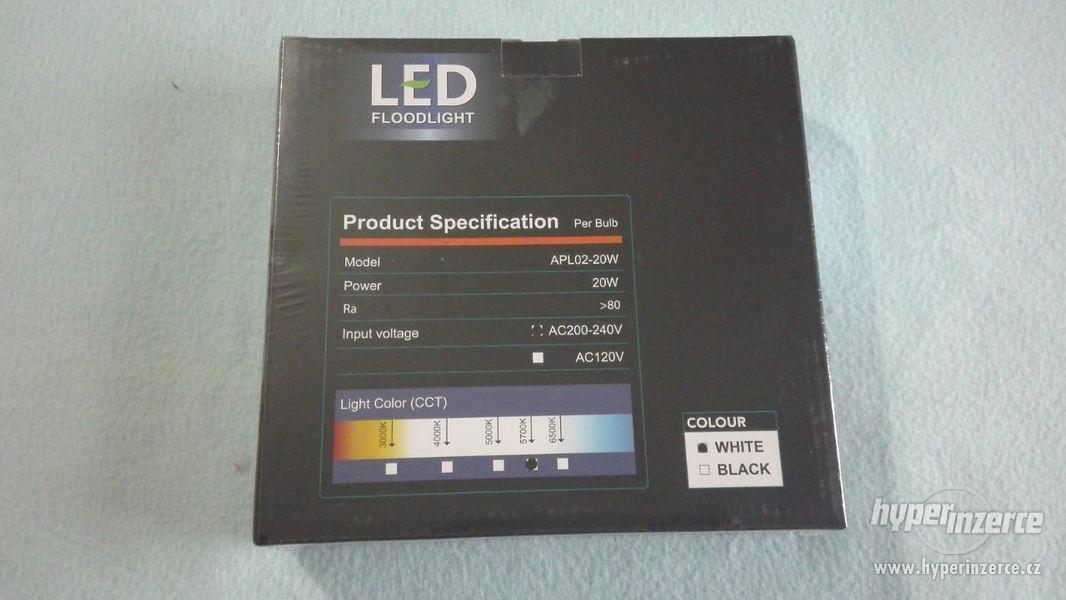 LED
FLOODLIGHT
Product Specification Per Bulb
Model APL02-20W
Power 20W
Ra >80
Input voltage AC200-240V
AC120V
Light Color (CCT)
3000K 4000K 5000K 5700K 6500K
COLOUR
WHITE
BLACK
hyperinzerce
www.hyperinzerce.cz